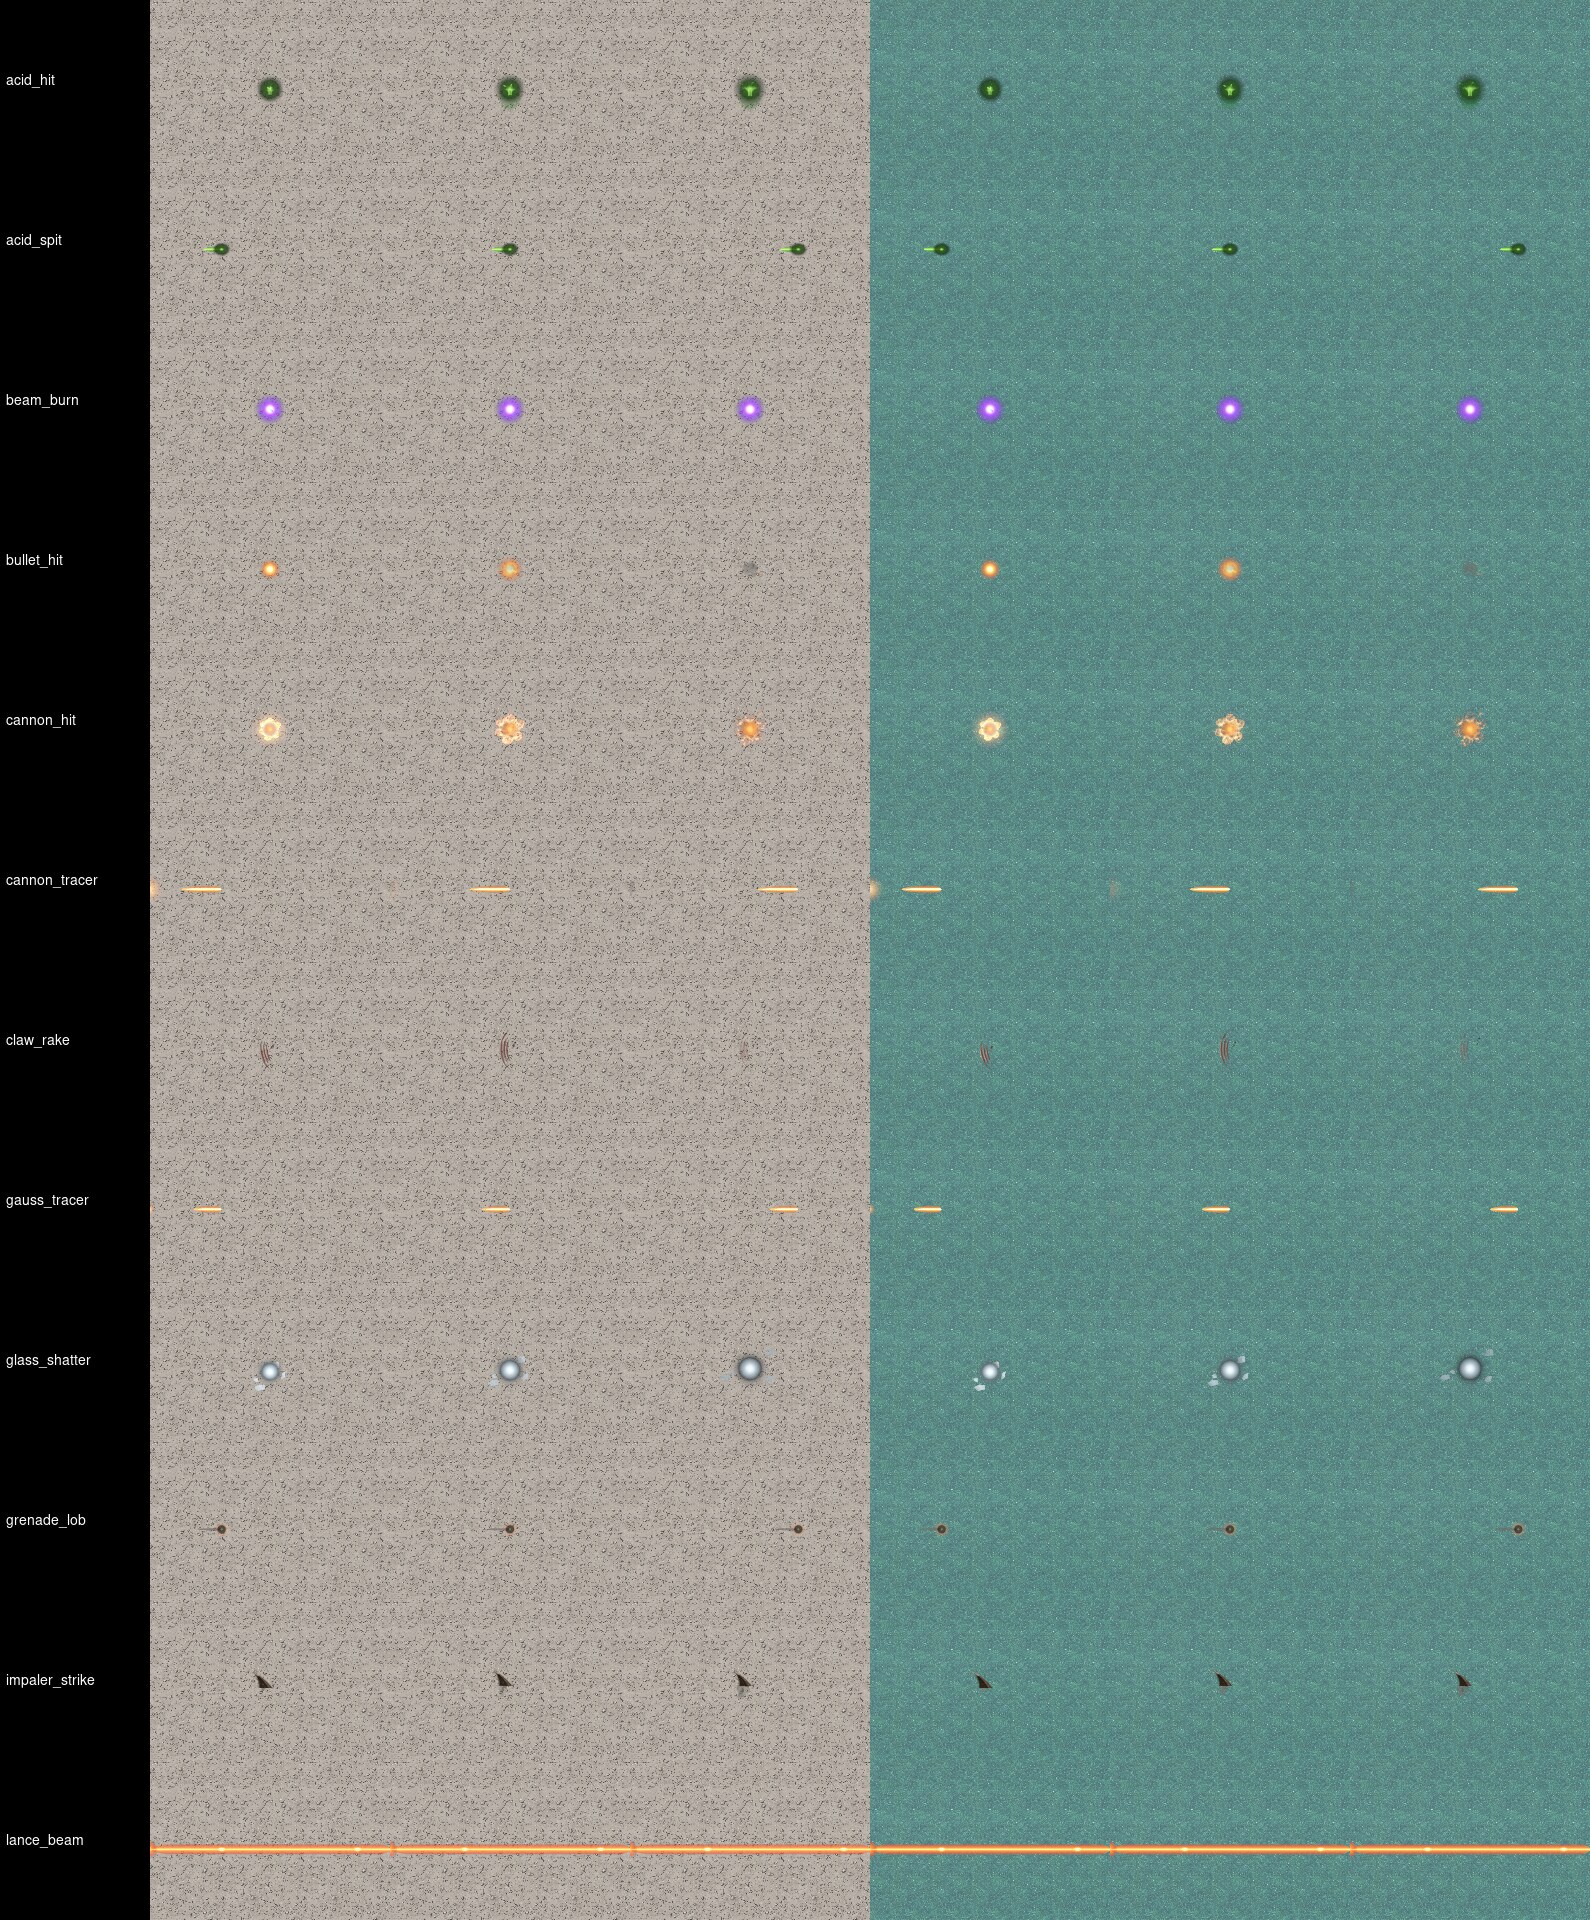 acid_hit
acid_spit
beam_burn
bullet_hit
cannon_hit
cannon_tracer
claw_rake
gauss_tracer
glass_shatter
grenade_lob
impaler_strike
lance_beam